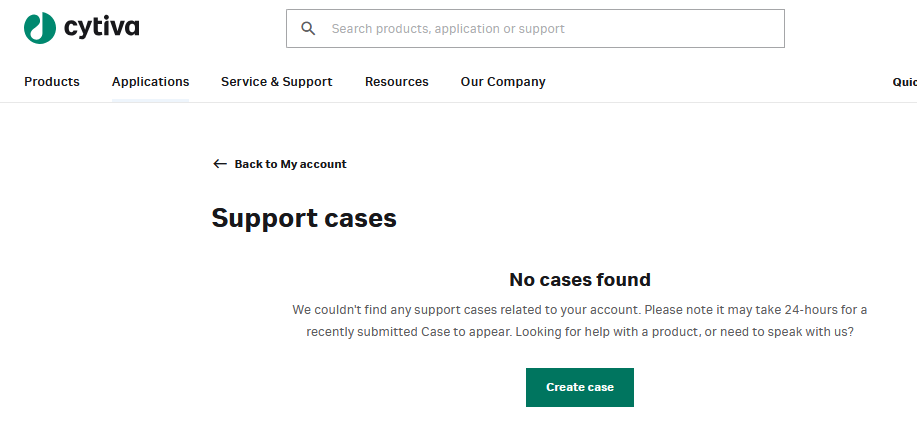 cytiva
Search products, application or support
Products Applications Service & Support Resources Our Company
← Back to My account
Support cases
No cases found
We couldn't find any support cases related to your account. Please note it may take 24-hours for a
recently submitted Case to appear. Looking for help with a product, or need to speak with us?
Create case